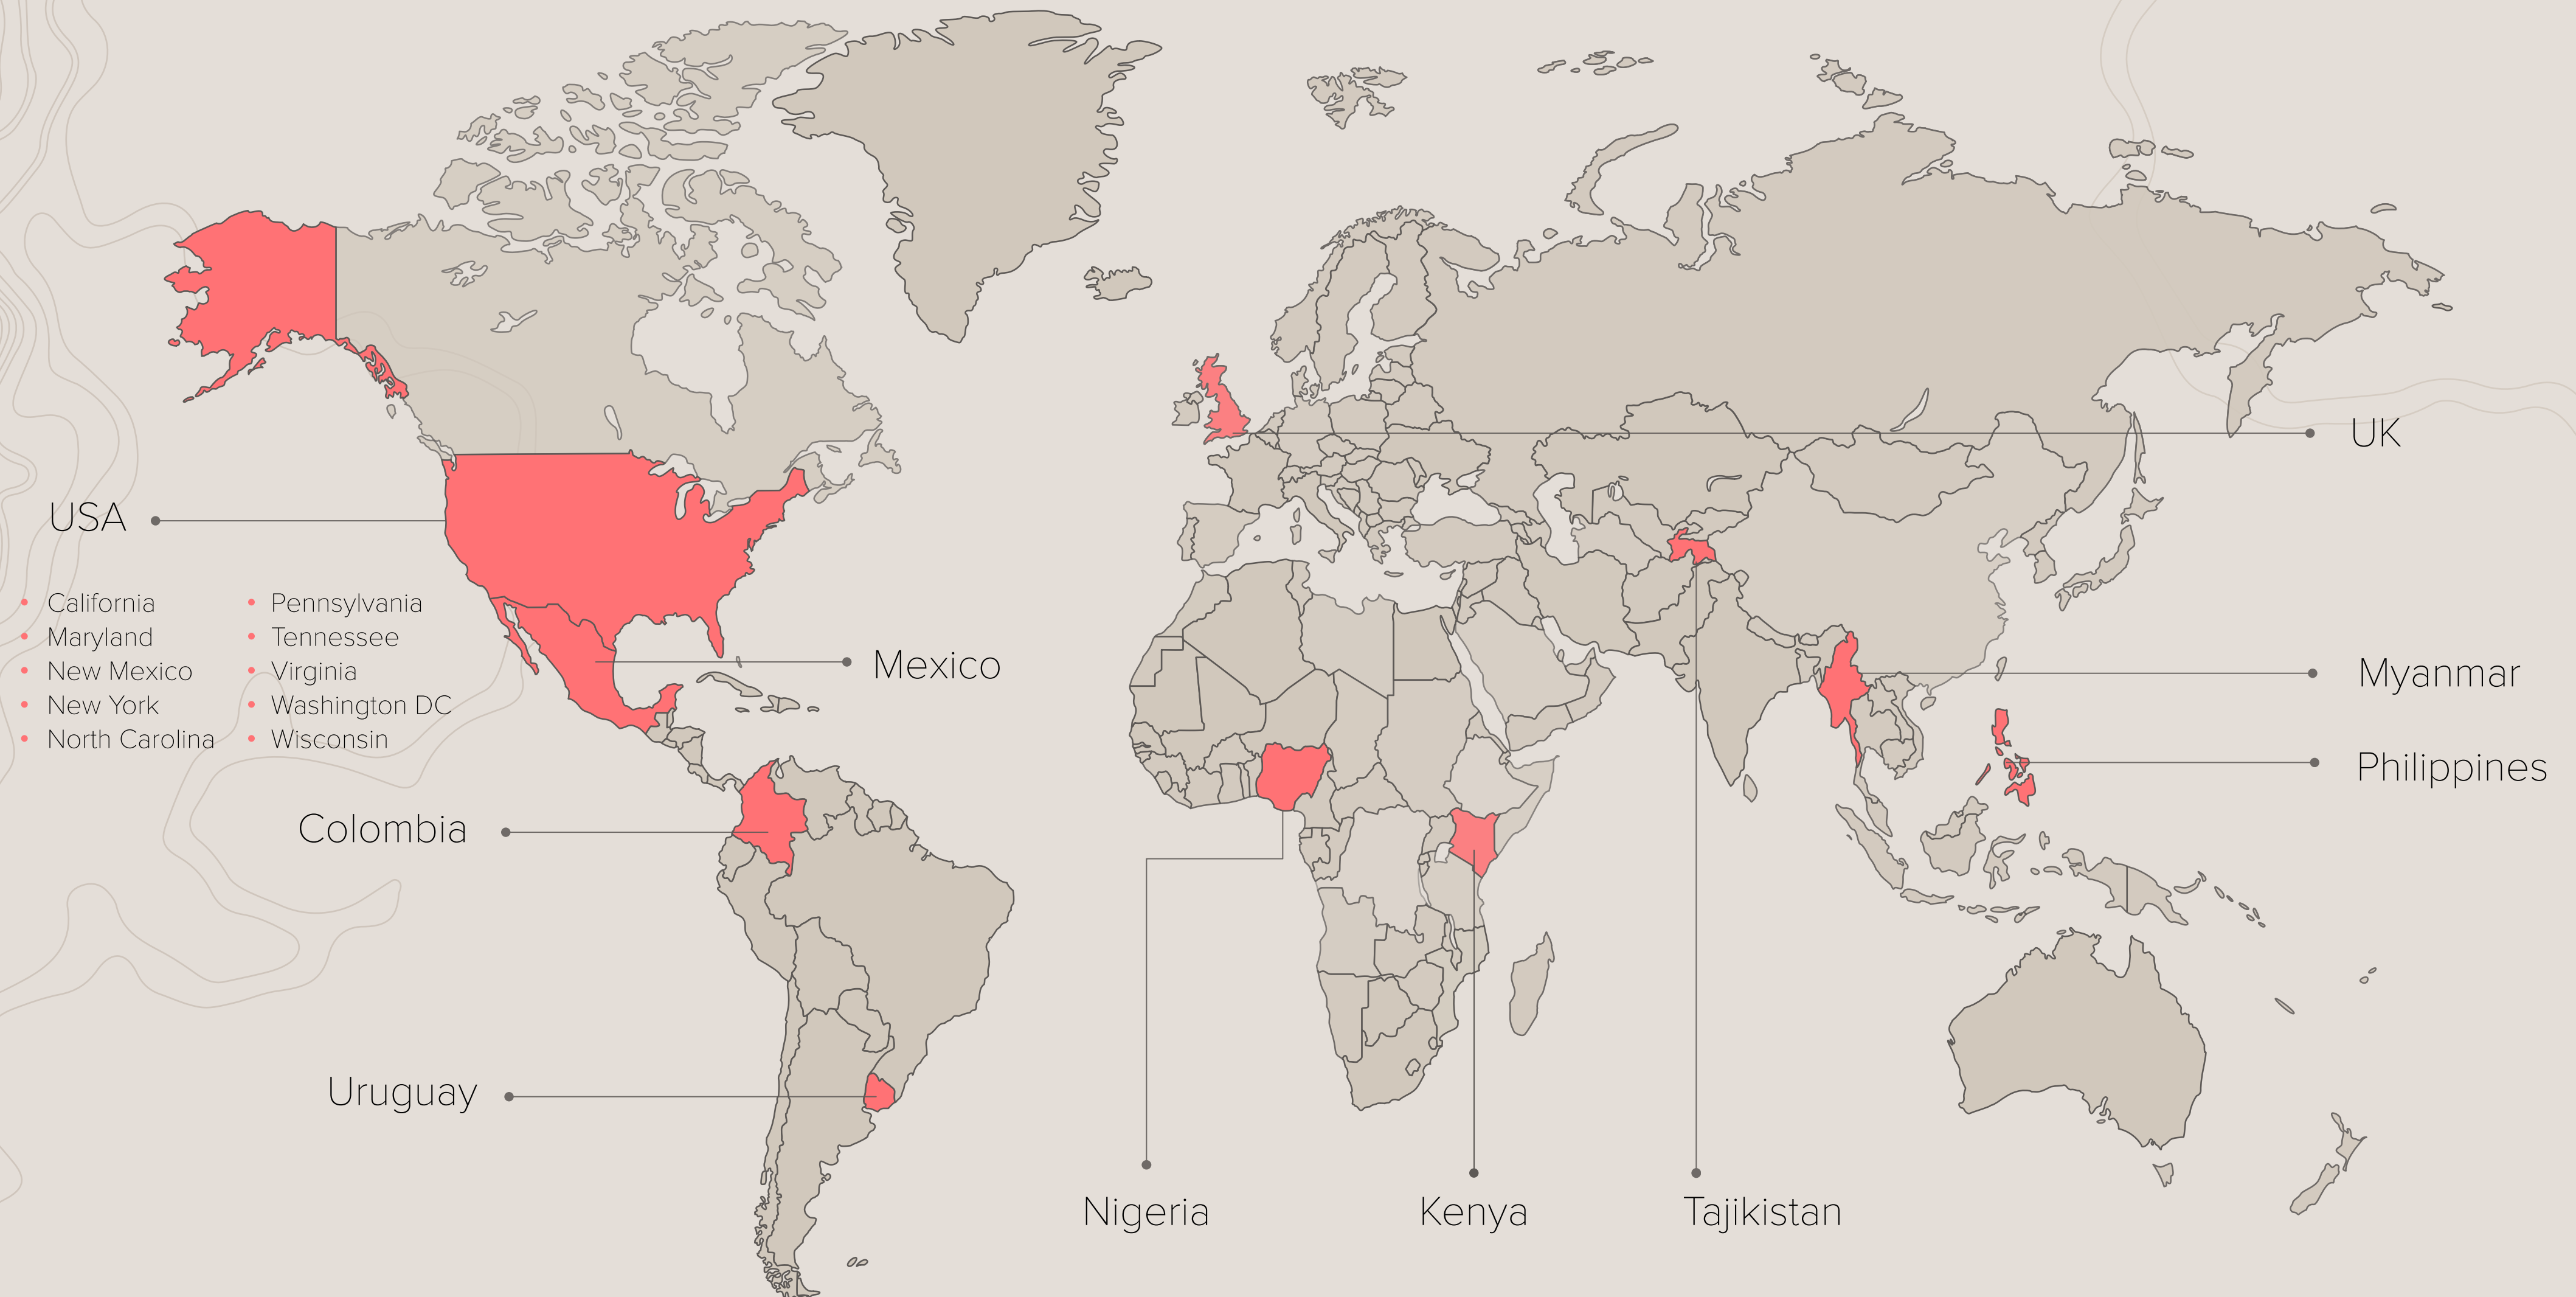 UK
USA
California
Maryland
New Mexico
New York
North Carolina
Pennsylvania
Tennessee
Virginia
Washington DC
Wisconsin
Mexico
Myanmar
Philippines
Colombia
Uruguay
Nigeria
Kenya
Tajikistan